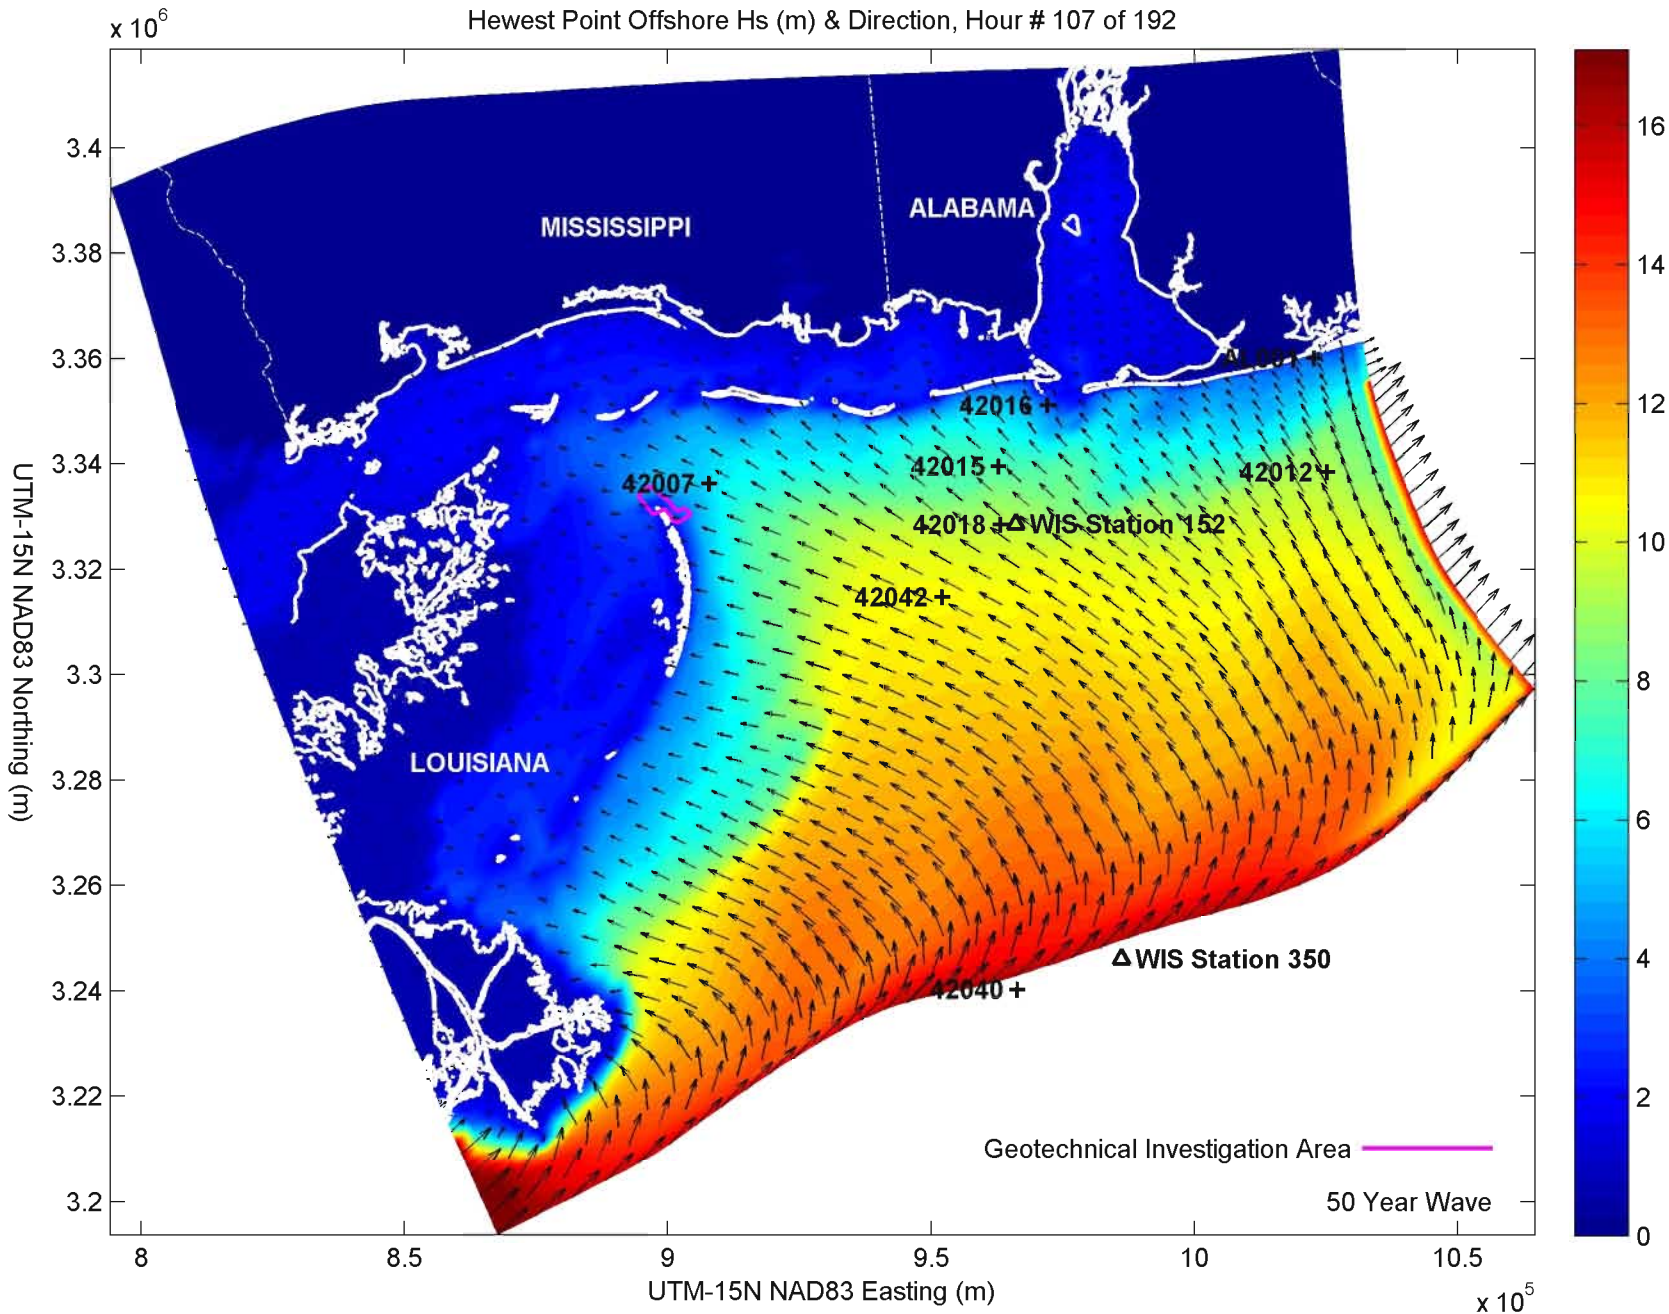 Hewest Point Offshore Hs (m) & Direction, Hour # 107 of 192
x 10⁶
3.4
3.38
3.36
3.34
3.32
3.3
3.28
3.26
3.24
3.22
3.2
UTM-15N NAD83 Northing (m)
MISSISSIPPI
ALABAMA
LOUISIANA
42016 +
42015 +
42012 +
42007 +
42018 +
WIS Station 152
42042 +
WIS Station 350
42040 +
Geotechnical Investigation Area
50 Year Wave
8
8.5
9
9.5
10
10.5
UTM-15N NAD83 Easting (m)
x 10⁵
16
14
12
10
8
6
4
2
0